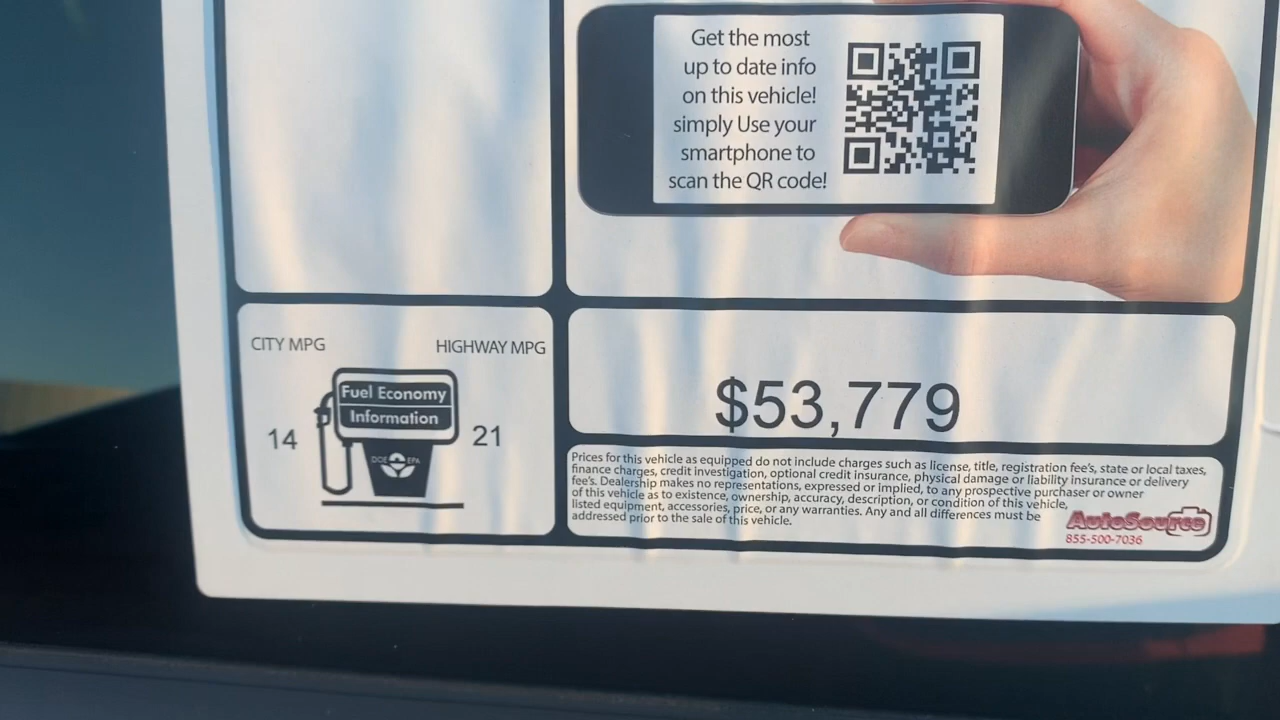 Get the most
up to date info
on this vehicle!
simply Use your
smartphone to
scan the QR code!
CITY MPG
HIGHWAY MPG
Fuel Economy
Information
14
21
DOE EPA
$53,779
Prices for this vehicle as equipped do not include charges such as license, title, registration fee's, state or local taxes,
finance charges, credit investigation, optional credit insurance, physical damage or liability insurance or delivery
fee's. Dealership makes no representations, expressed or implied, to any prospective purchaser or owner
of this vehicle as to existence, ownership, accuracy, description, or condition of this vehicle,
listed equipment, accessories, price, or any warranties. Any and all differences must be
addressed prior to the sale of this vehicle.
AutoSource
855-500-7036